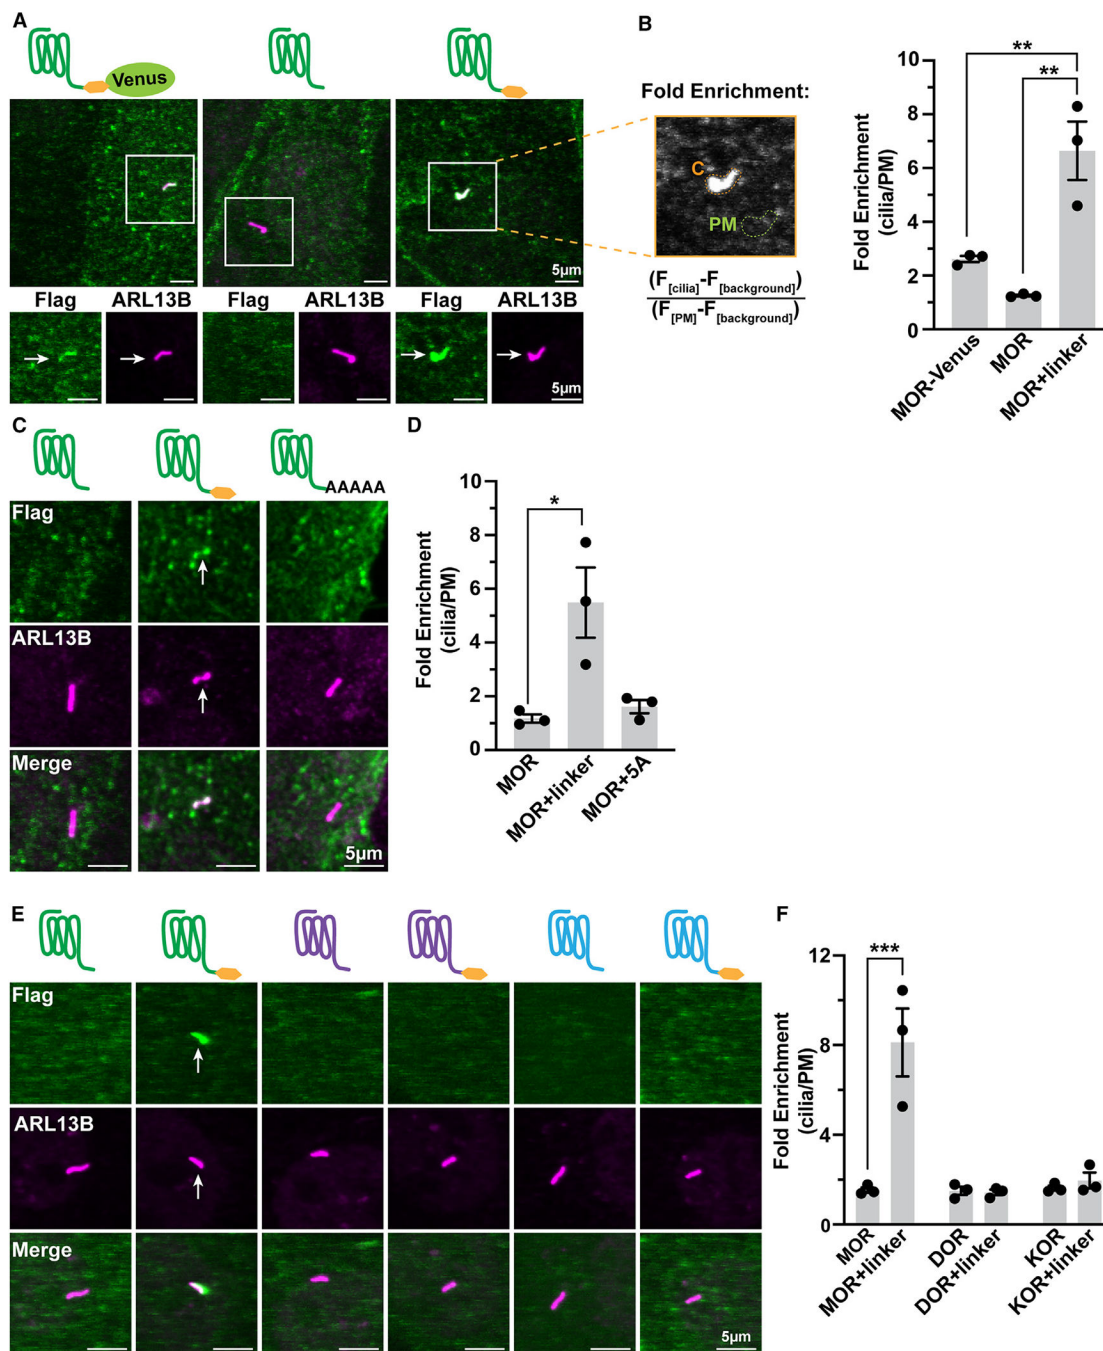 A
Venus
Flag
ARL13B
Flag
ARL13B
Flag
ARL13B
5µm
5µm
B
Fold Enrichment:
C
PM
(F[cilia]-F[background])
(F[PM]-F[background])
Fold Enrichment
(cilia/PM)
10
8
6
4
2
0
**
**
MOR-Venus
MOR
MOR+linker
C
AAAAA
Flag
ARL13B
Merge
5µm
D
Fold Enrichment
(cilia/PM)
10
8
6
4
2
0
*
MOR
MOR+linker
MOR+5A
E
Flag
ARL13B
Merge
5µm
F
Fold Enrichment
(cilia/PM)
12
8
4
0
***
MOR
MOR+linker
DOR
DOR+linker
KOR
KOR+linker